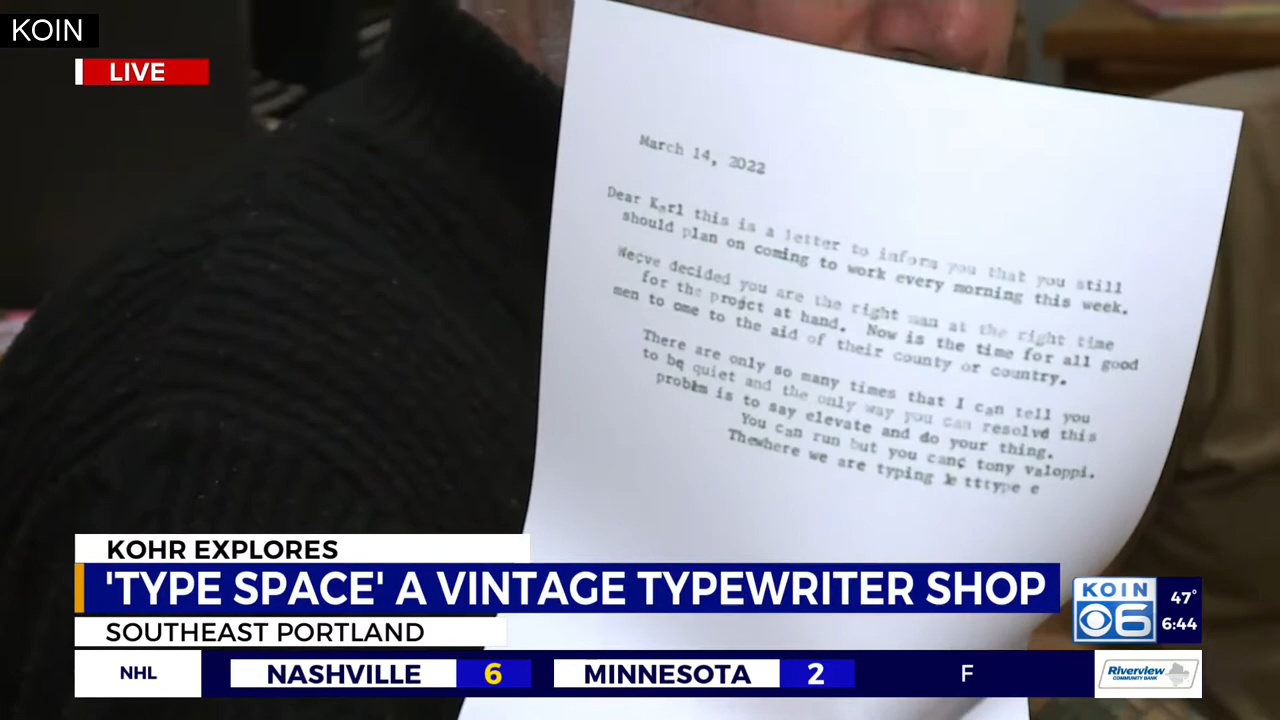 KOIN
LIVE
March 14, 2022
Dear Karl this is a letter to inform you that you still
should plan on coming to work every morning this week.
Weçve decided you are the right man at the right time
for the project at hand. Now is the time for all good
men to ome to the aid of their county or country.
There are only so many times that I can tell you
to be quiet and the only way you can resolve this
problem is to say elevate and do your thing.
You can run but you canç tony valoppi.
Thewhere we are typing le tttype e
KOHR EXPLORES
'TYPE SPACE' A VINTAGE TYPEWRITER SHOP
SOUTHEAST PORTLAND
KOIN 6
47°
6:44
NHL NASHVILLE 6 MINNESOTA 2 F
Riverview
COMMUNITY BANK